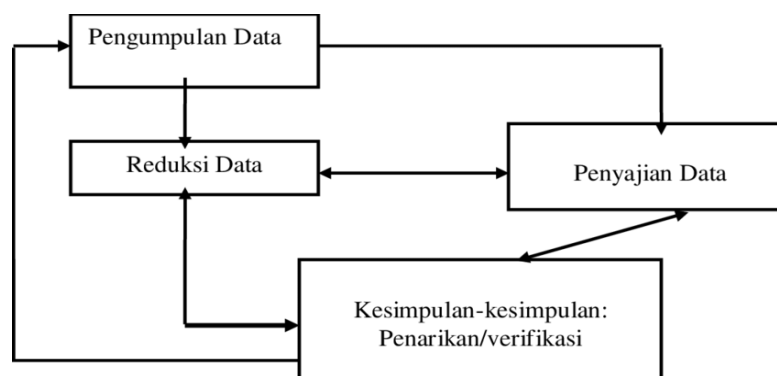 Pengumpulan Data
Reduksi Data
Penyajian Data
Kesimpulan-kesimpulan:
Penarikan/verifikasi